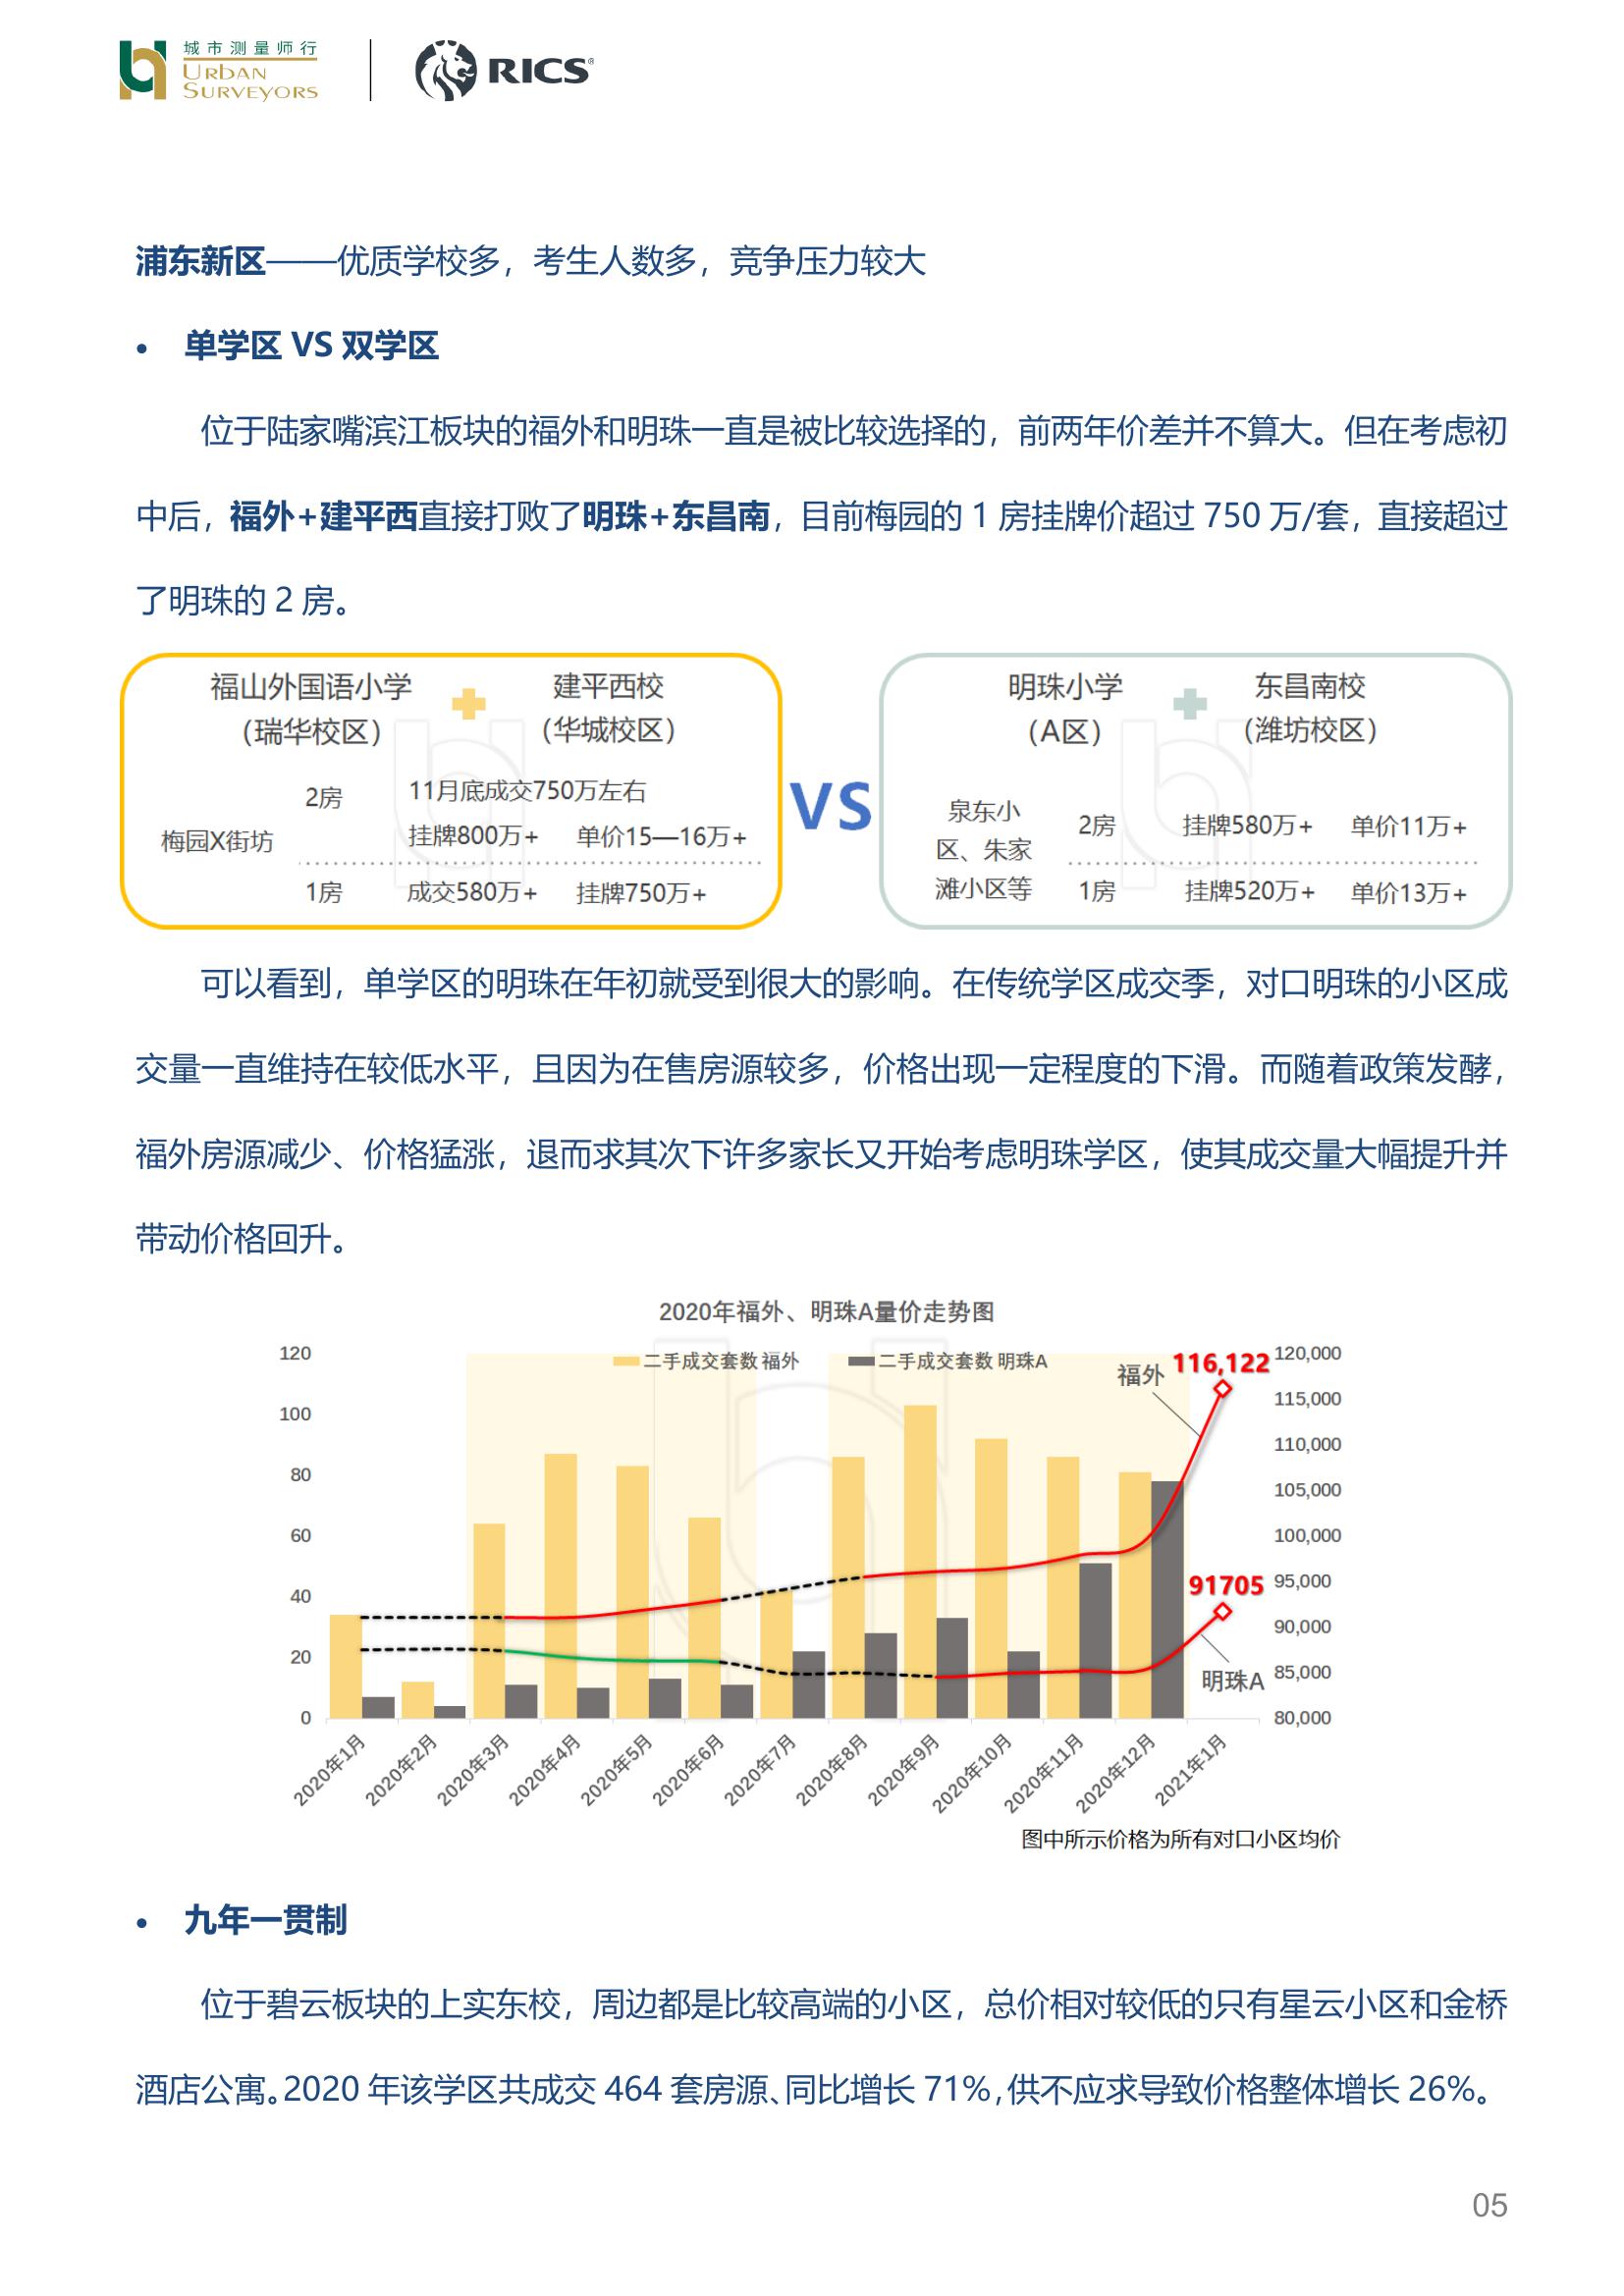 城市测量师行
URBAN
SURVEYORS
RICS®
浦东新区——优质学校多，考生人数多，竞争压力较大
• 单学区 VS 双学区
位于陆家嘴滨江板块的福外和明珠一直是被比较选择的，前两年价差并不算大。但在考虑初
中后，福外+建平西直接打败了明珠+东昌南，目前梅园的 1 房挂牌价超过 750 万/套，直接超过
了明珠的 2 房。
福山外国语小学
（瑞华校区）
建平西校
（华城校区）
梅园X街坊
2房
11月底成交750万左右
挂牌800万+ 单价15—16万+
1房 成交580万+ 挂牌750万+
VS
明珠小学
（A区）
东昌南校
（潍坊校区）
泉东小
区、朱家
滩小区等
2房 挂牌580万+ 单价11万+
1房 挂牌520万+ 单价13万+
可以看到，单学区的明珠在年初就受到很大的影响。在传统学区成交季，对口明珠的小区成
交量一直维持在较低水平，且因为在售房源较多，价格出现一定程度的下滑。而随着政策发酵，
福外房源减少、价格猛涨，退而求其次下许多家长又开始考虑明珠学区，使其成交量大幅提升并
带动价格回升。
2020年福外、明珠A量价走势图
二手成交套数 福外 二手成交套数 明珠A
120
100
80
60
40
20
0
福外
116,122
91705
明珠A
120,000
115,000
110,000
105,000
100,000
95,000
90,000
85,000
80,000
2020年1月
2020年2月
2020年3月
2020年4月
2020年5月
2020年6月
2020年7月
2020年8月
2020年9月
2020年10月
2020年11月
2020年12月
2021年1月
图中所示价格为所有对口小区均价
• 九年一贯制
位于碧云板块的上实东校，周边都是比较高端的小区，总价相对较低的只有星云小区和金桥
酒店公寓。2020 年该学区共成交 464 套房源、同比增长 71%，供不应求导致价格整体增长 26%。
05